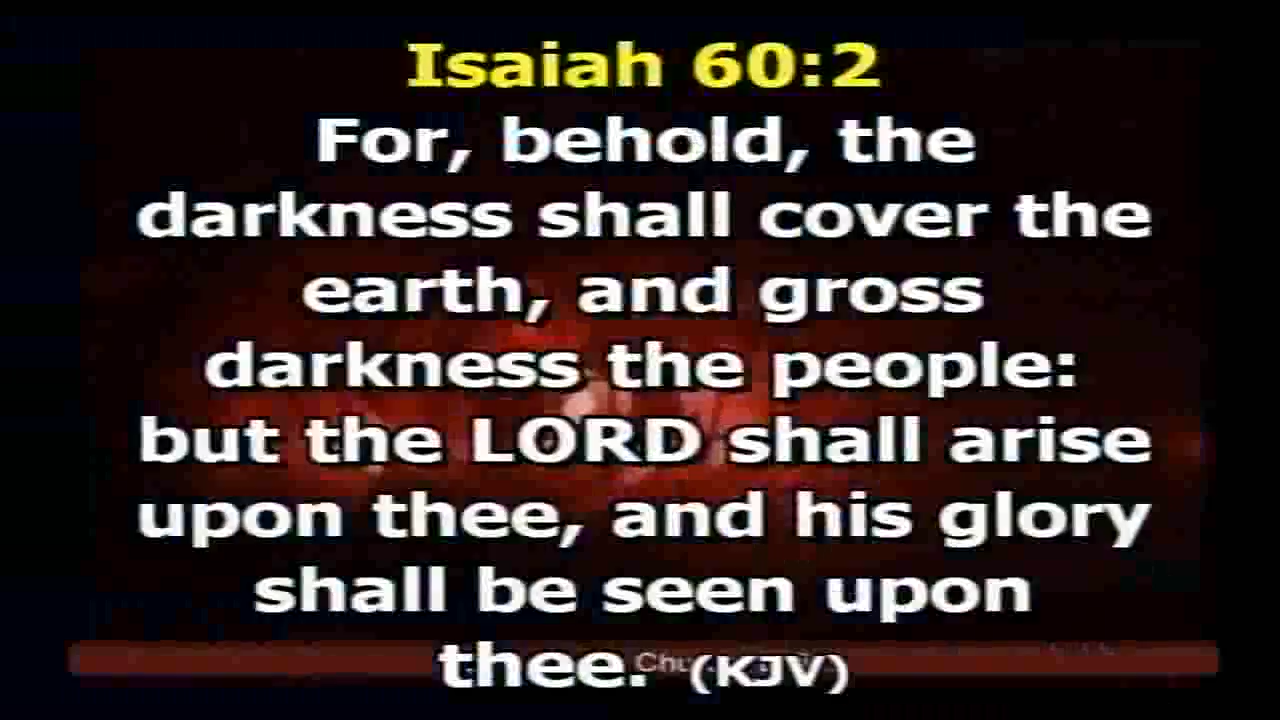 Isaiah 60:2
For, behold, the
darkness shall cover the
earth, and gross
darkness the people:
but the LORD shall arise
upon thee, and his glory
shall be seen upon
thee. (KJV)